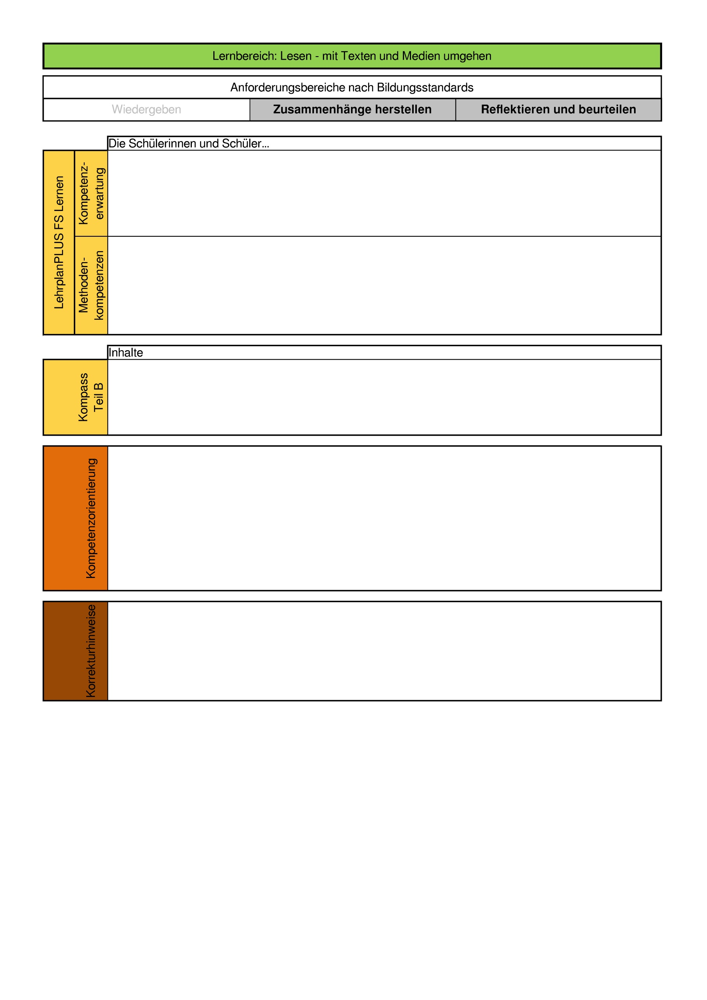 Lernbereich: Lesen - mit Texten und Medien umgehen
Anforderungsbereiche nach Bildungsstandards
Wiedergeben
Zusammenhänge herstellen
Reflektieren und beurteilen
Die Schülerinnen und Schüler...
LehrplanPLUS FS Lernen
Kompetenz-
erwartung
Methoden-
kompetenzen
Inhalte
Kompass
Teil B
Kompetenzorientierung
Korrekturhinweise